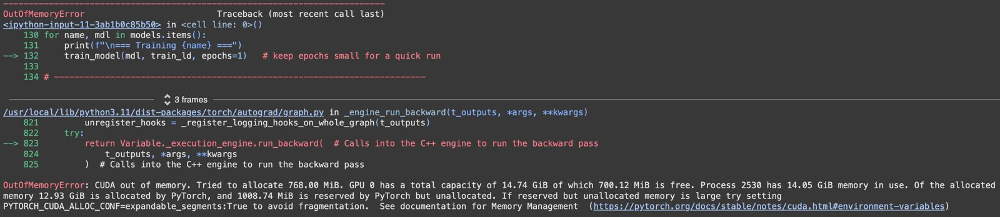 ---------------------------------------------------------------------------
OutOfMemoryError                          Traceback (most recent call last)
<ipython-input-11-3ab1b0c85b50> in <cell line: 0>()
    130 for name, mdl in models.items():
    131     print(f"\n=== Training {name} ===")
--> 132     train_model(mdl, train_ld, epochs=1)   # keep epochs small for a quick run
    133
    134 # -------------------------------------------------------------------------
3 frames
/usr/local/lib/python3.11/dist-packages/torch/autograd/graph.py in _engine_run_backward(t_outputs, *args, **kwargs)
    821         unregister_hooks = _register_logging_hooks_on_whole_graph(t_outputs)
    822     try:
--> 823         return Variable._execution_engine.run_backward(  # Calls into the C++ engine to run the backward pass
    824             t_outputs, *args, **kwargs
    825         )  # Calls into the C++ engine to run the backward pass
OutOfMemoryError: CUDA out of memory. Tried to allocate 768.00 MiB. GPU 0 has a total capacity of 14.74 GiB of which 700.12 MiB is free. Process 2530 has 14.05 GiB memory in use. Of the allocated
memory 12.93 GiB is allocated by PyTorch, and 1008.74 MiB is reserved by PyTorch but unallocated. If reserved but unallocated memory is large try setting
PYTORCH_CUDA_ALLOC_CONF=expandable_segments:True to avoid fragmentation.  See documentation for Memory Management  (https://pytorch.org/docs/stable/notes/cuda.html#environment-variables)